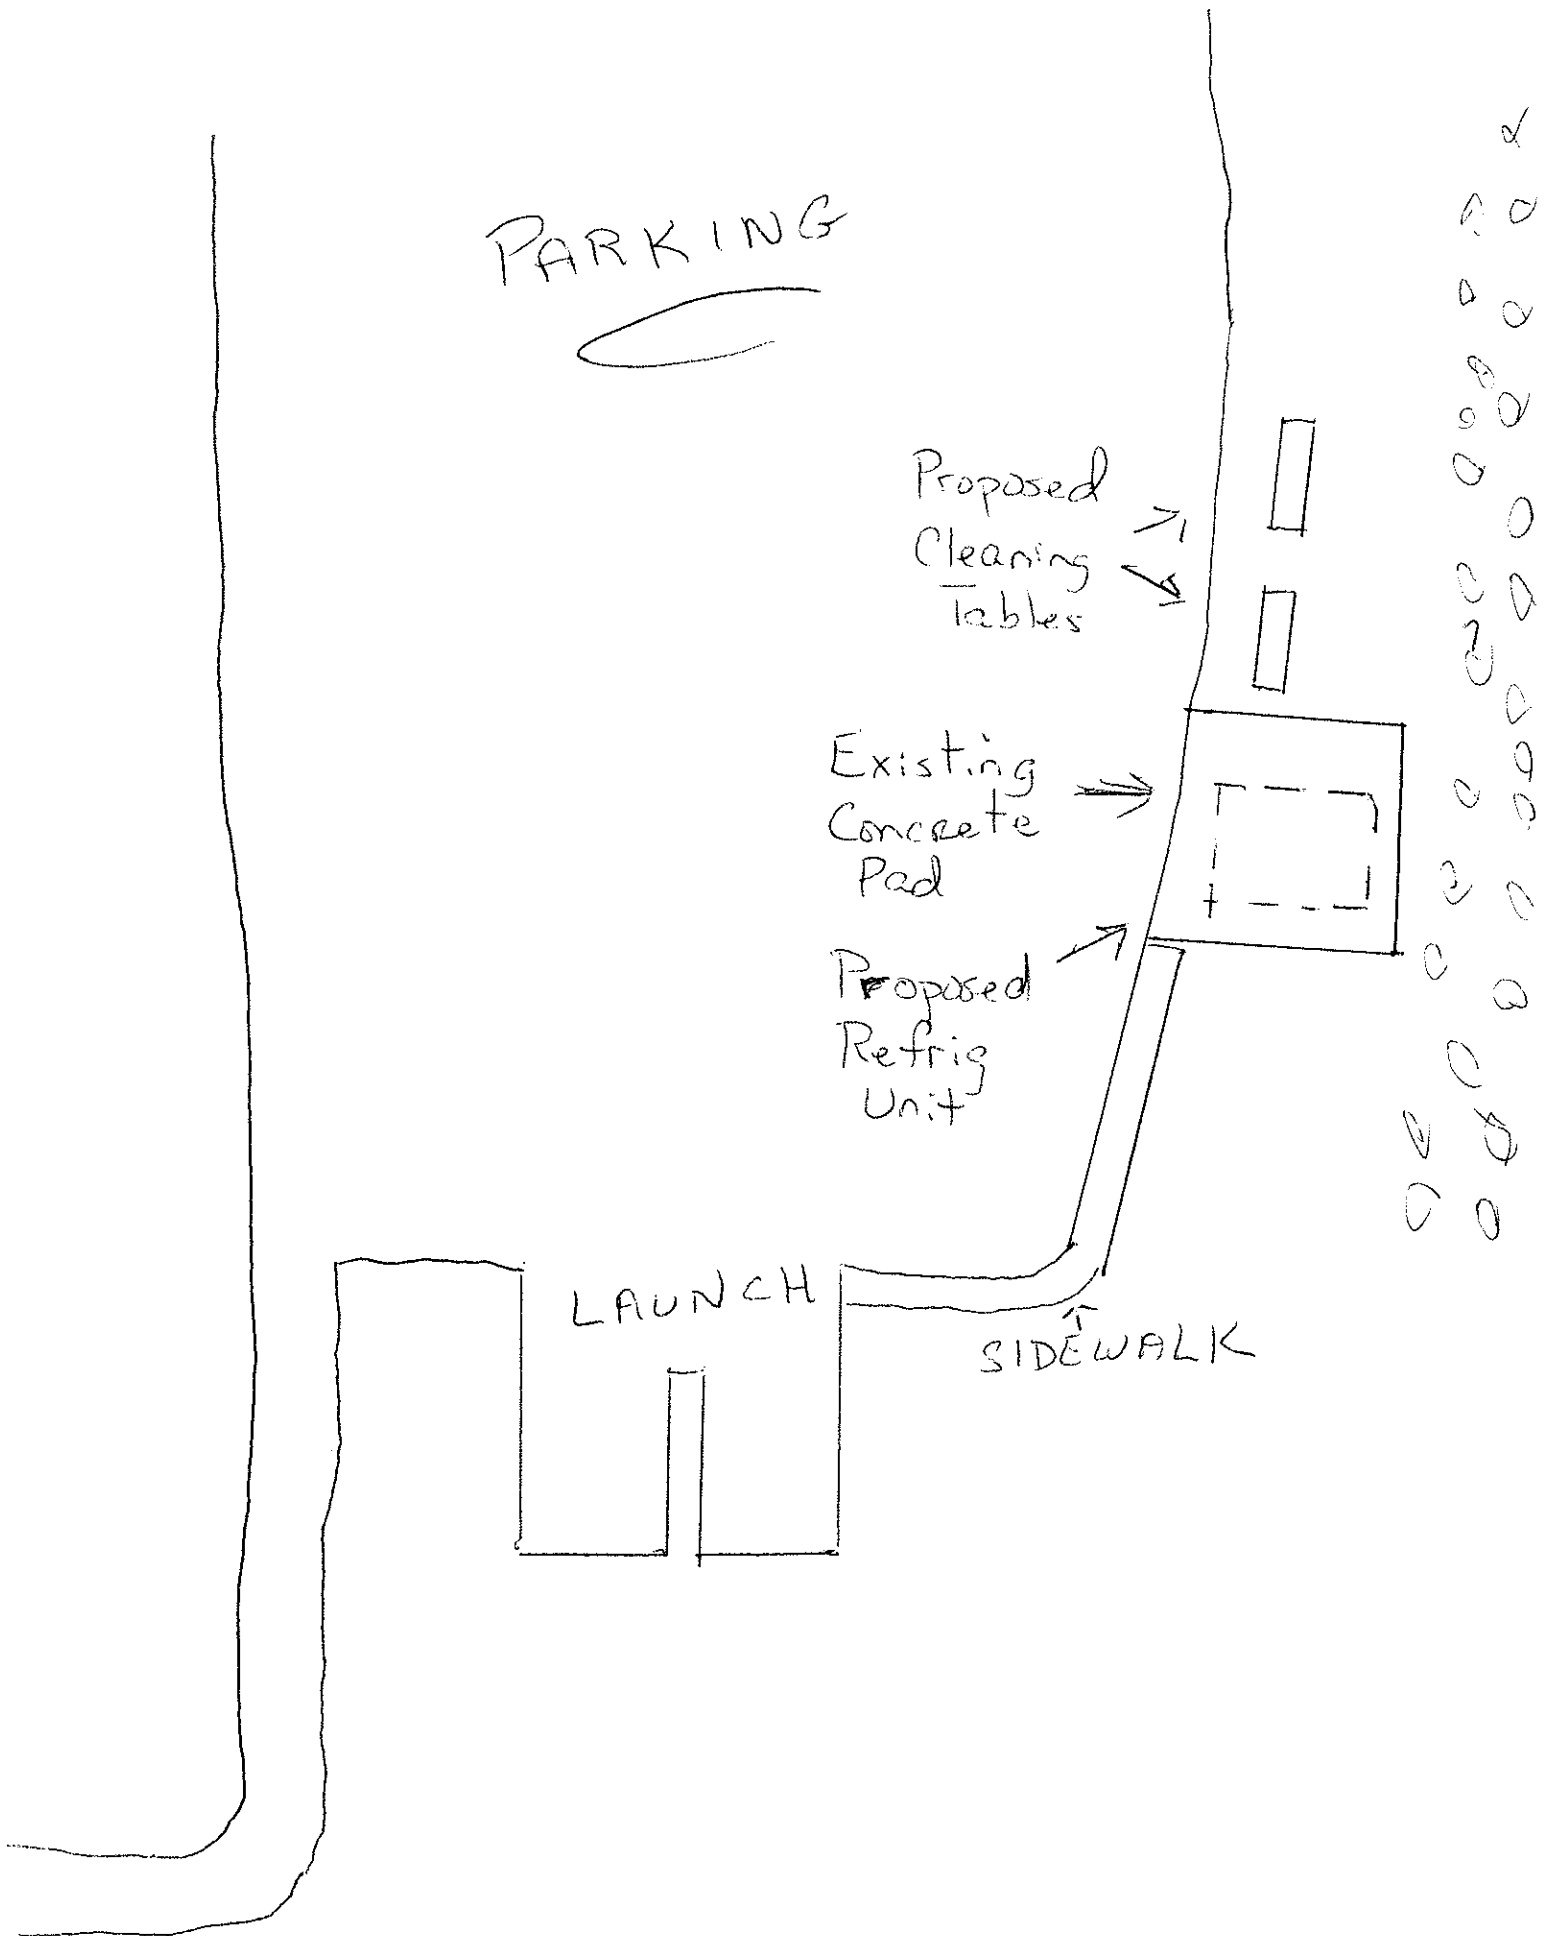 PARKING
Proposed
Cleaning
Tables
Existing
Concrete
Pad
Proposed
Refrig
Unit
LAUNCH
SIDEWALK